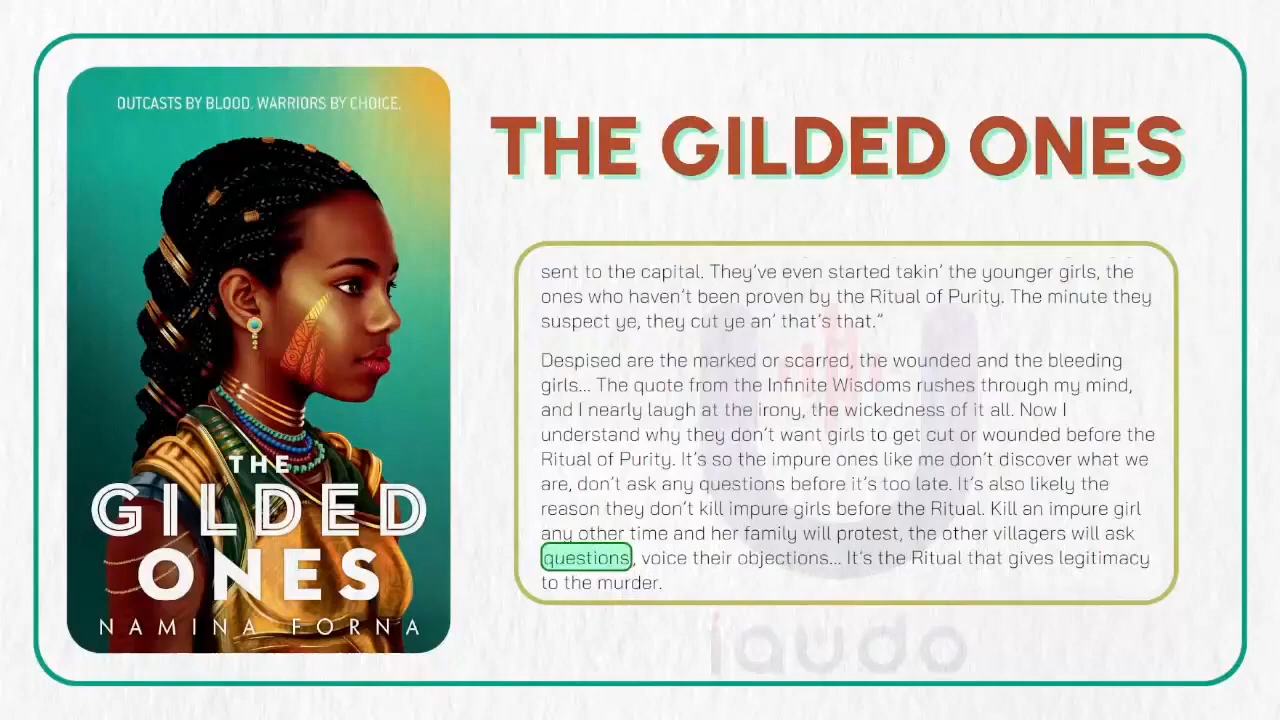 OUTCASTS BY BLOOD. WARRIORS BY CHOICE.
THE
GILDED
ONES
NAMINA FORNA
THE GILDED ONES
sent to the capital. They've even started takin' the younger girls, the
ones who haven't been proven by the Ritual of Purity. The minute they
suspect ye, they cut ye an' that's that."
Despised are the marked or scarred, the wounded and the bleeding
girls... The quote from the Infinite Wisdoms rushes through my mind,
and I nearly laugh at the irony, the wickedness of it all. Now I
understand why they don't want girls to get cut or wounded before the
Ritual of Purity. It's so the impure ones like me don't discover what we
are, don't ask any questions before it's too late. It's also likely the
reason they don't kill impure girls before the Ritual. Kill an impure girl
any other time and her family will protest, the other villagers will ask
questions, voice their objections... It's the Ritual that gives legitimacy
to the murder.
iaudo